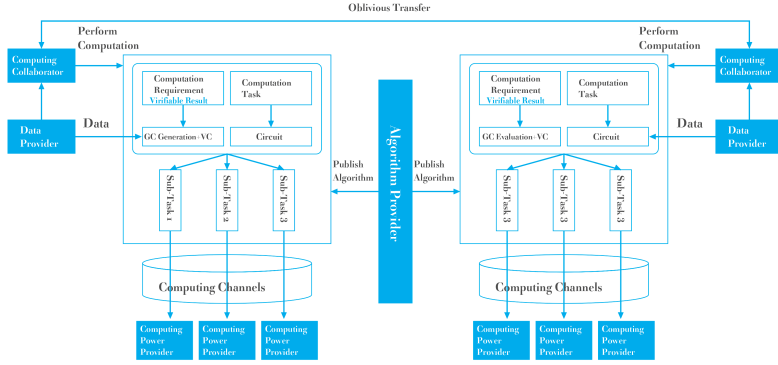 Oblivious Transfer
Perform
Computation
Computing
Collaborator
Data
Provider
Data
Computation
Requirement
Virifiable Result
Computation
Task
GC Generation+VC
Circuit
Sub-Task 1
Sub-Task 2
Sub-Task 3
Computing Channels
Computing
Power
Provider
Computing
Power
Provider
Computing
Power
Provider
Publish
Algorithm
Algorithm Provider
Publish
Algorithm
Computation
Requirement
Virifiable Result
Computation
Task
GC Evaluation+VC
Circuit
Sub-Task 3
Sub-Task 3
Sub-Task 3
Computing Channels
Computing
Power
Provider
Computing
Power
Provider
Computing
Power
Provider
Perform
Computation
Computing
Collaborator
Data
Data
Provider